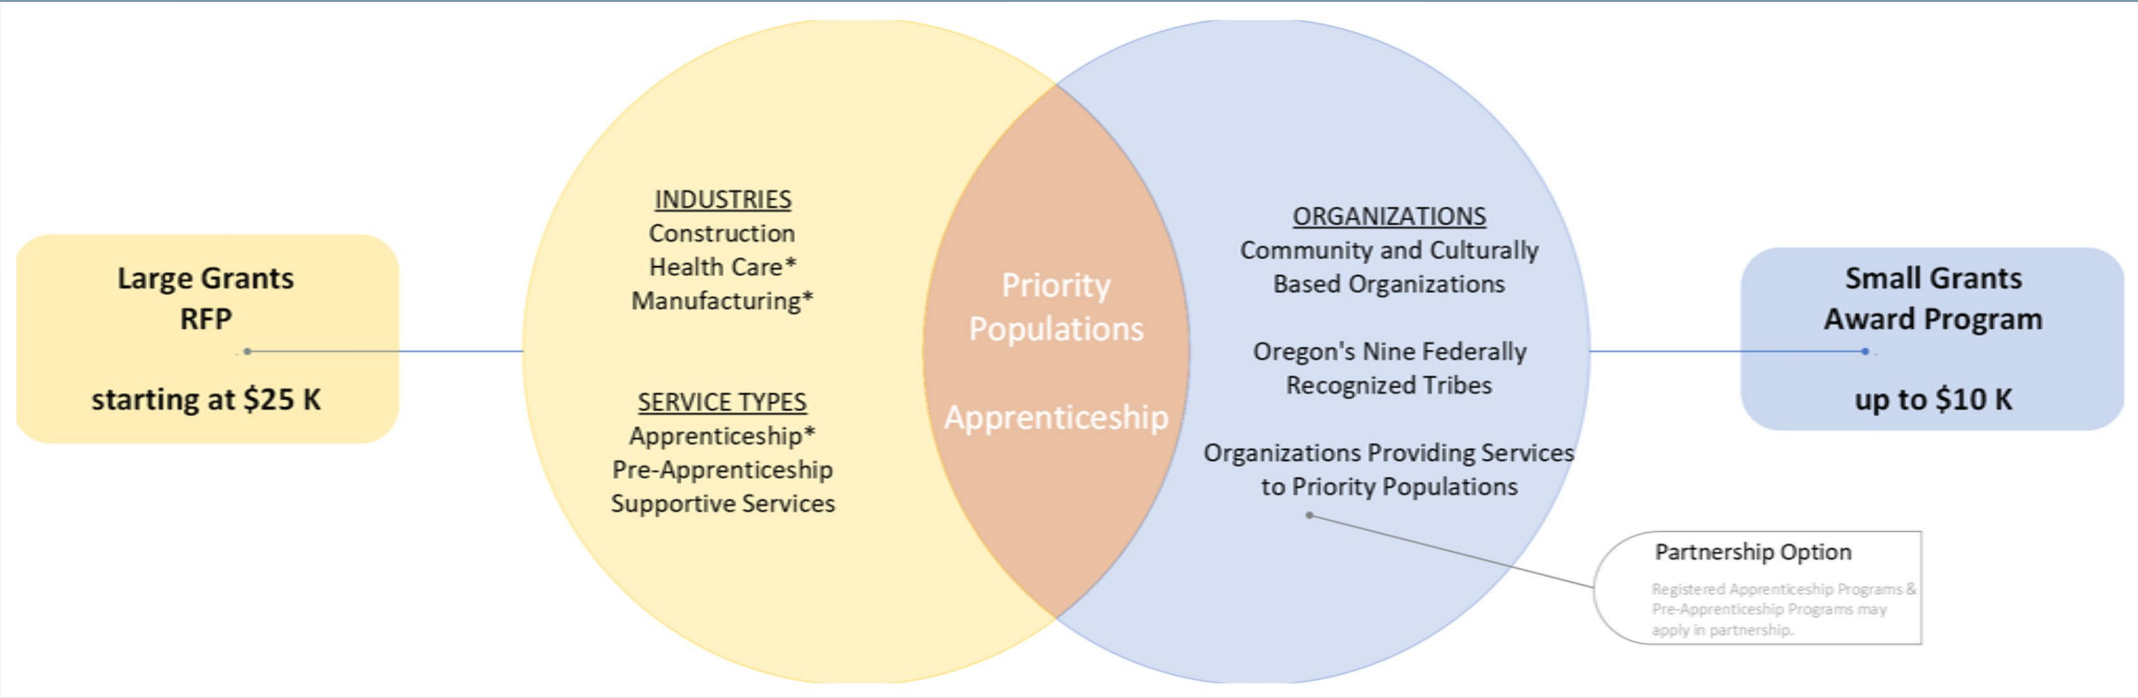 Large Grants
RFP
starting at $25 K
INDUSTRIES
Construction
Health Care*
Manufacturing*
SERVICE TYPES
Apprenticeship*
Pre-Apprenticeship
Supportive Services
Priority
Populations
Apprenticeship
ORGANIZATIONS
Community and Culturally
Based Organizations
Oregon's Nine Federally
Recognized Tribes
Organizations Providing Services
to Priority Populations
Small Grants
Award Program
up to $10 K
Partnership Option
Registered Apprenticeship Programs &
Pre-Apprenticeship Programs may
apply in partnership.